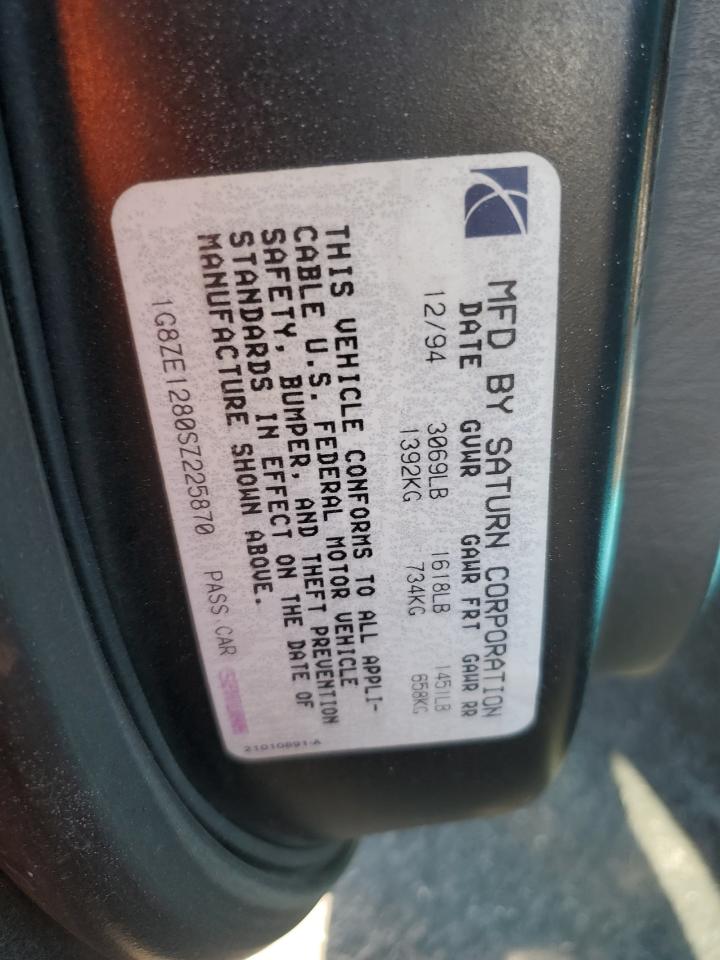 MFD BY SATURN CORPORATION
DATE GVWR GAWR FRT GAWR RR
12/94 3069LB 1618LB 1451LB
1392KG 734KG 658KG
THIS VEHICLE CONFORMS TO ALL APPLI-
CABLE U.S. FEDERAL MOTOR VEHICLE
SAFETY, BUMPER, AND THEFT PREVENTION
STANDARDS IN EFFECT ON THE DATE OF
MANUFACTURE SHOWN ABOVE.
1G8ZE1280SZ225870 PASS CAR
21010891-A